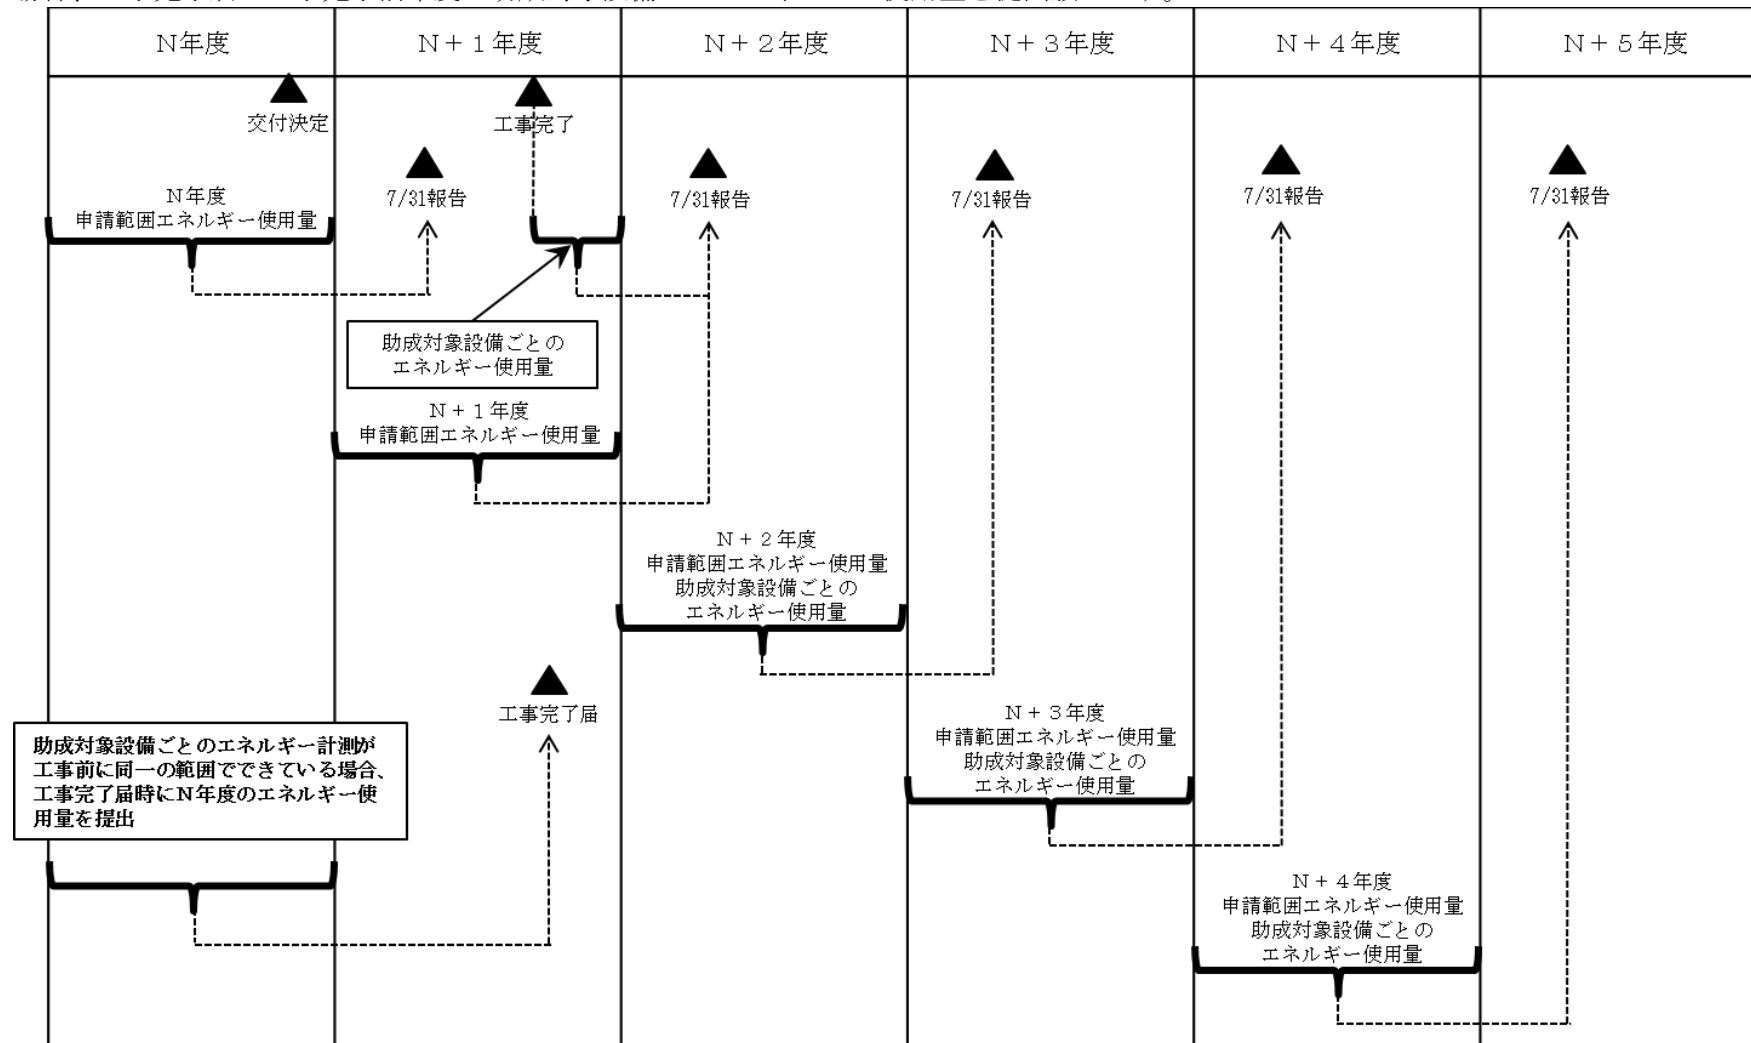 N年度
N+1年度
N+2年度
N+3年度
N+4年度
N+5年度
交付決定
工事完了
N年度
申請範囲エネルギー使用量
7/31報告
7/31報告
7/31報告
7/31報告
7/31報告
助成対象設備ごとの
エネルギー使用量
N+1年度
申請範囲エネルギー使用量
N+2年度
申請範囲エネルギー使用量
助成対象設備ごとの
エネルギー使用量
工事完了届
助成対象設備ごとのエネルギー計測が
工事前に同一の範囲でできている場合、
工事完了届時にN年度のエネルギー使
用量を提出
N+3年度
申請範囲エネルギー使用量
助成対象設備ごとの
エネルギー使用量
N+4年度
申請範囲エネルギー使用量
助成対象設備ごとの
エネルギー使用量